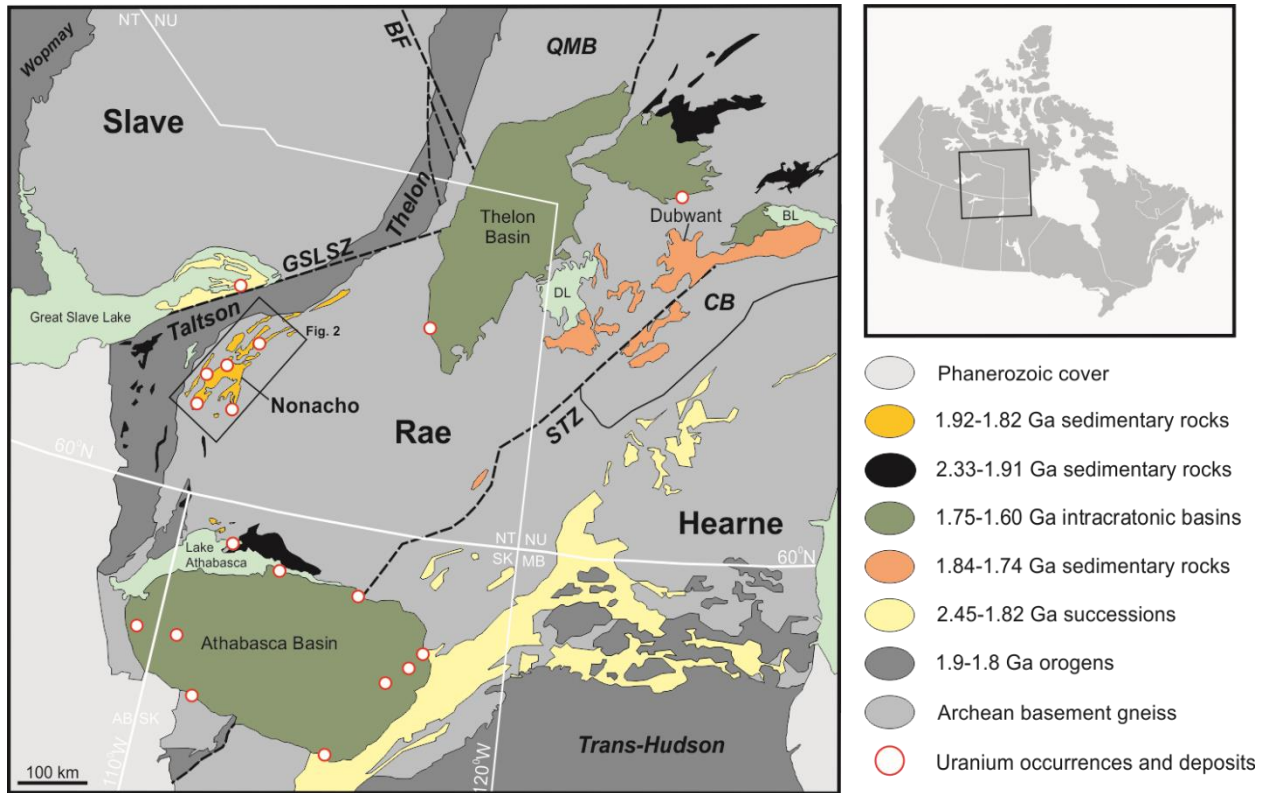 NT NU
BF
QMB
Wopmay
Slave
Thelon
Thelon
Basin
Dubwant
BL
GSLSZ
DL
CB
Great Slave Lake
Taltson
Fig. 2
Nonacho
Rae
STZ
60°N
Hearne
NT NU
SK MB
60°N
Lake
Athabasca
Athabasca Basin
AB SK
110°W
120°W
Trans-Hudson
100 km
Phanerozoic cover
1.92-1.82 Ga sedimentary rocks
2.33-1.91 Ga sedimentary rocks
1.75-1.60 Ga intracratonic basins
1.84-1.74 Ga sedimentary rocks
2.45-1.82 Ga successions
1.9-1.8 Ga orogens
Archean basement gneiss
Uranium occurrences and deposits